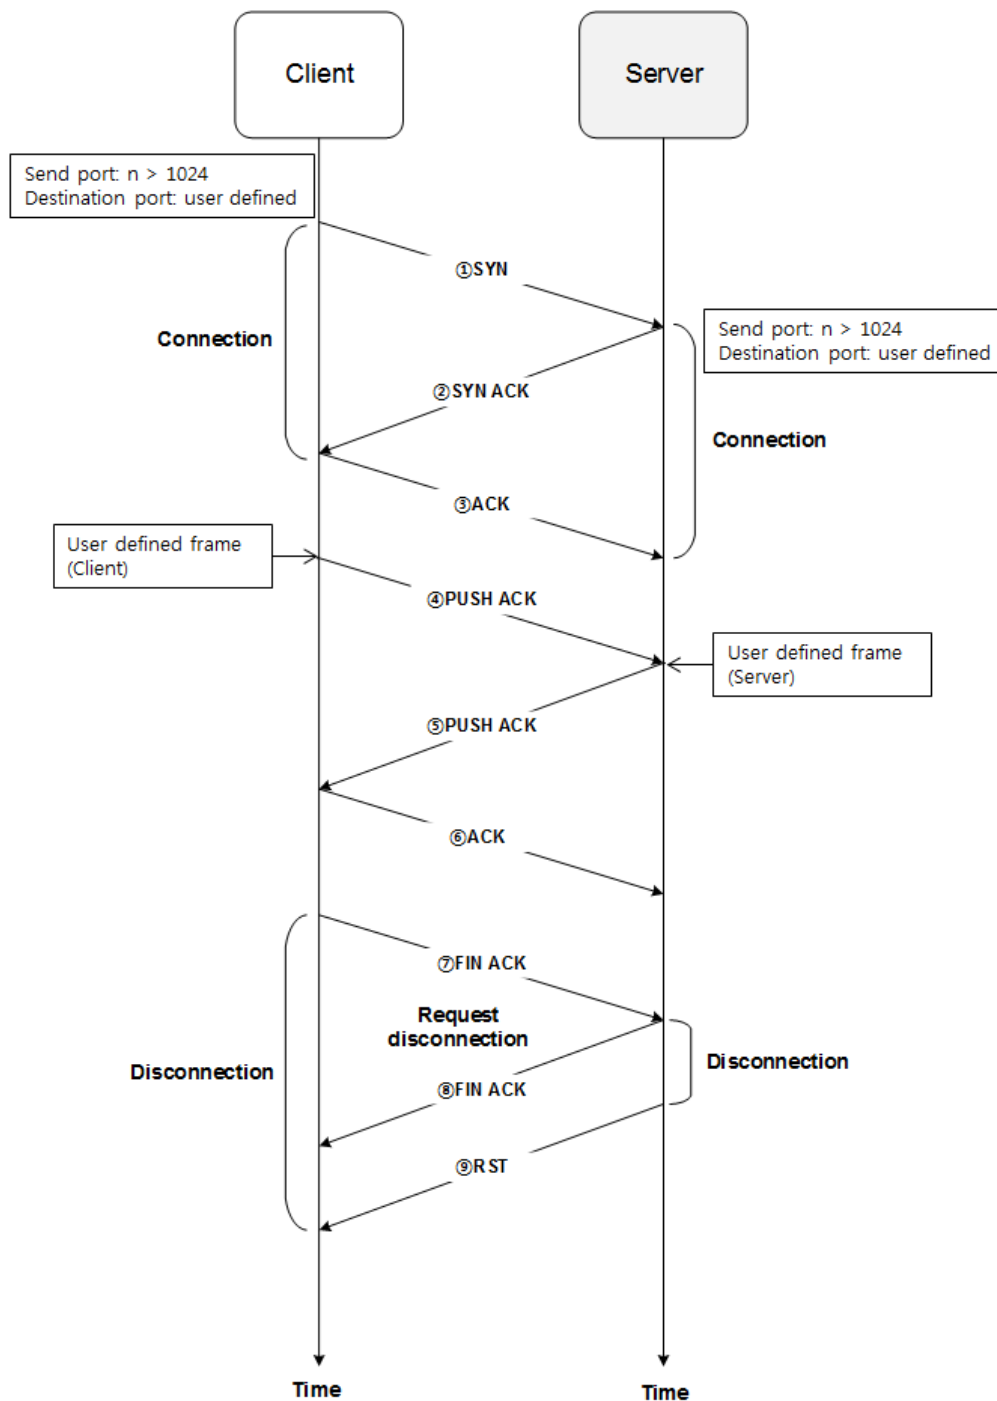 Client
Server
Send port: n > 1024
Destination port: user defined
①SYN
Send port: n > 1024
Destination port: user defined
Connection
②SYN ACK
Connection
③ACK
User defined frame
(Client)
④PUSH ACK
User defined frame
(Server)
⑤PUSH ACK
⑥ACK
⑦FIN ACK
Request
disconnection
Disconnection
Disconnection
⑧FIN ACK
⑨RST
Time
Time